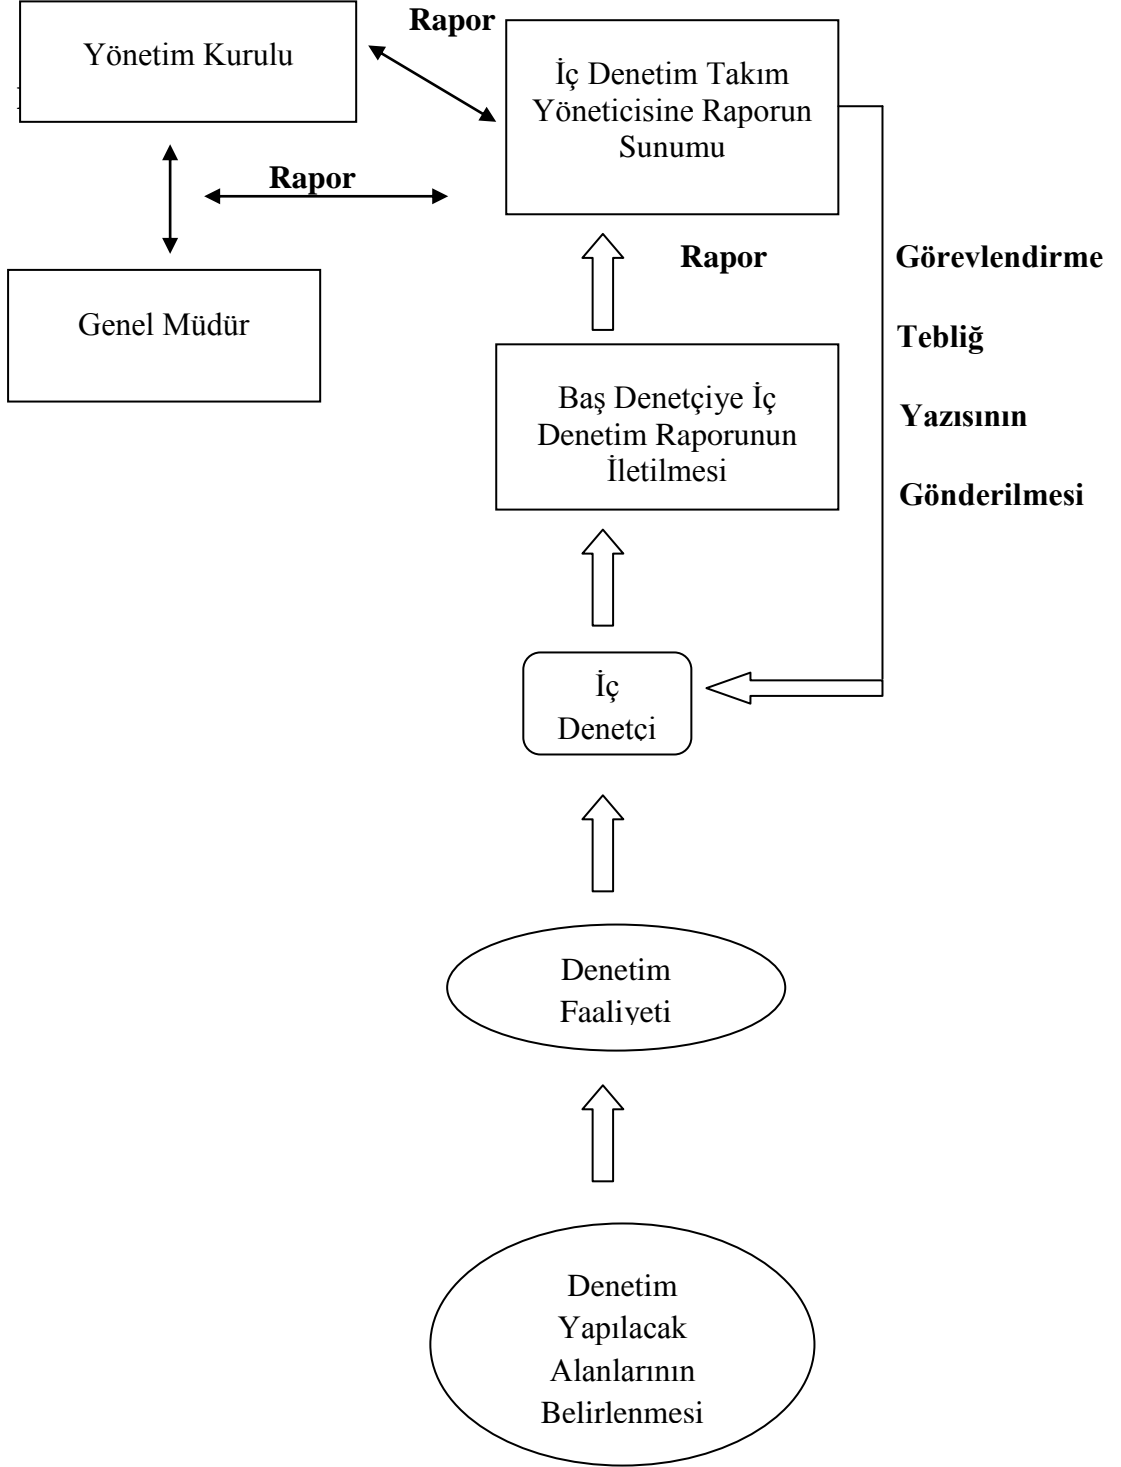 Rapor
Yönetim Kurulu
İç Denetim Takım
Yöneticisine Raporun
Sunumu
Rapor
Rapor
Görevlendirme
Genel Müdür
Tebliğ
Baş Denetçiye İç
Denetim Raporunun
İletilmesi
Yazısının
Gönderilmesi
İç
Denetçi
Denetim
Faaliyeti
Denetim
Yapılacak
Alanlarının
Belirlenmesi